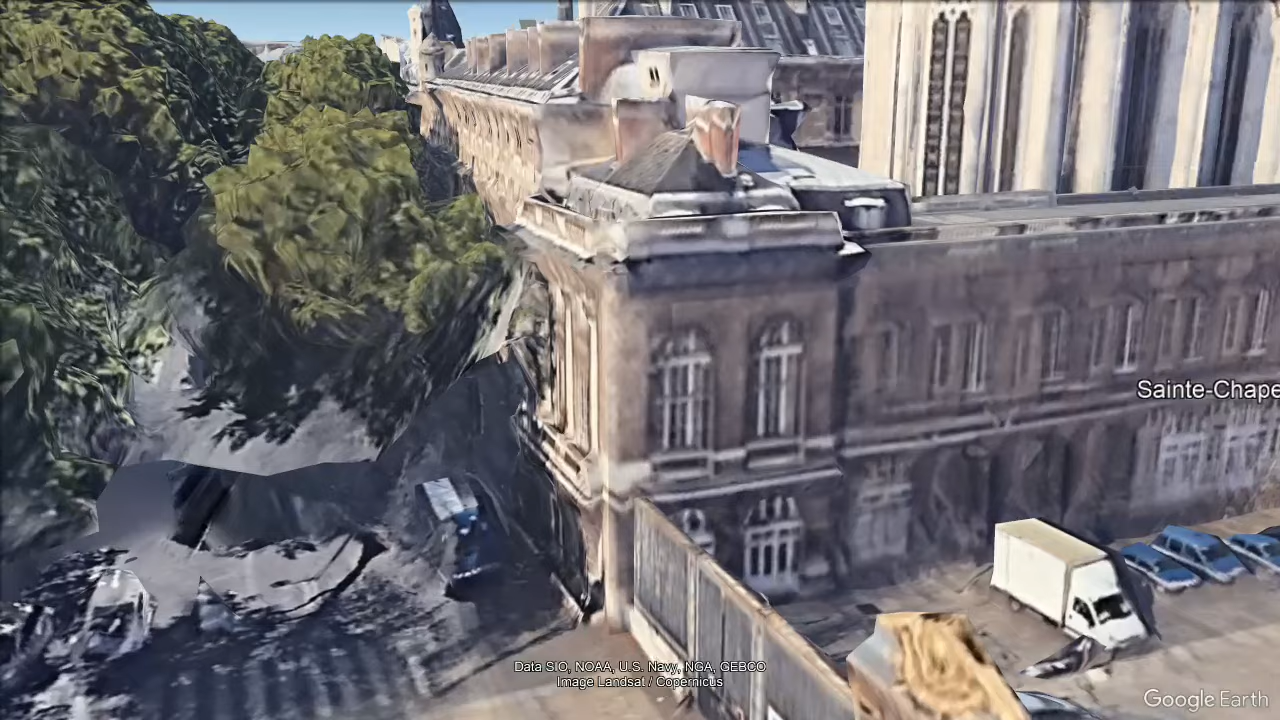 Sainte-Chape
Data SIO, NOAA, U.S. Navy, NGA, GEBCO
Image Landsat / Copernicus
Google Earth